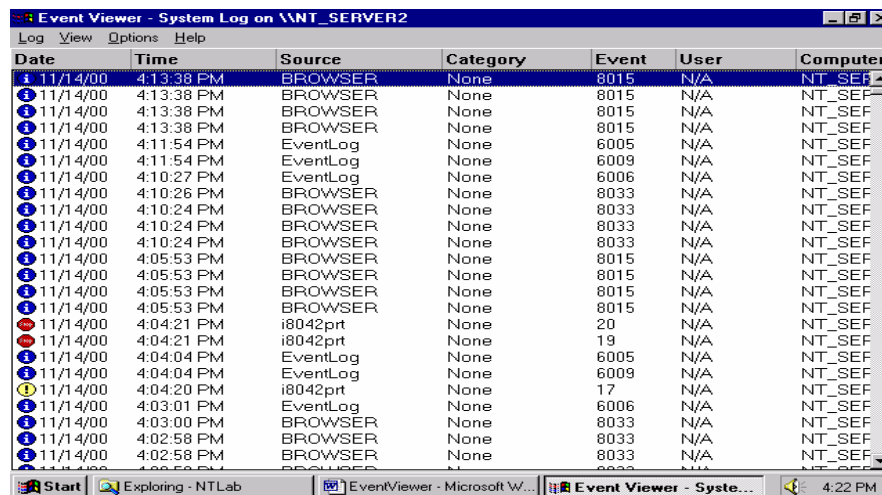 Event Viewer - System Log on \\NT_SERVER2
Log View Options Help
Date Time Source Category Event User Computer
11/14/00 4:13:38 PM BROWSER None 8015 N/A NT_SER
11/14/00 4:13:38 PM BROWSER None 8015 N/A NT_SER
11/14/00 4:13:38 PM BROWSER None 8015 N/A NT_SER
11/14/00 4:13:38 PM BROWSER None 8015 N/A NT_SER
11/14/00 4:11:54 PM EventLog None 6005 N/A NT_SER
11/14/00 4:11:54 PM EventLog None 6009 N/A NT_SER
11/14/00 4:10:27 PM EventLog None 6006 N/A NT_SER
11/14/00 4:10:26 PM BROWSER None 8033 N/A NT_SER
11/14/00 4:10:24 PM BROWSER None 8033 N/A NT_SER
11/14/00 4:10:24 PM BROWSER None 8033 N/A NT_SER
11/14/00 4:10:24 PM BROWSER None 8033 N/A NT_SER
11/14/00 4:05:53 PM BROWSER None 8015 N/A NT_SER
11/14/00 4:05:53 PM BROWSER None 8015 N/A NT_SER
11/14/00 4:05:53 PM BROWSER None 8015 N/A NT_SER
11/14/00 4:05:53 PM BROWSER None 8015 N/A NT_SER
11/14/00 4:04:21 PM i8042prt None 20 N/A NT_SER
11/14/00 4:04:21 PM i8042prt None 19 N/A NT_SER
11/14/00 4:04:04 PM EventLog None 6005 N/A NT_SER
11/14/00 4:04:04 PM EventLog None 6009 N/A NT_SER
11/14/00 4:04:20 PM i8042prt None 17 N/A NT_SER
11/14/00 4:03:01 PM EventLog None 6006 N/A NT_SER
11/14/00 4:03:00 PM BROWSER None 8033 N/A NT_SER
11/14/00 4:02:58 PM BROWSER None 8033 N/A NT_SER
11/14/00 4:02:58 PM BROWSER None 8033 N/A NT_SER
Start Exploring - NTLab EventViewer - Microsoft W... Event Viewer - Syste... 4:22 PM